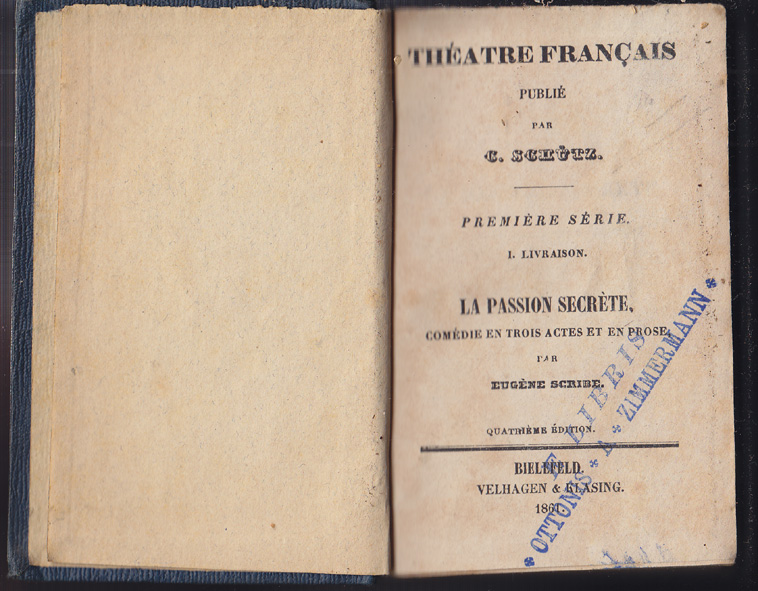 THÉATRE FRANÇAIS
PUBLIÉ
PAR
C. SCHÜTZ.
PREMIÈRE SÉRIE.
I. LIVRAISON.
LA PASSION SECRÈTE,
COMÉDIE EN TROIS ACTES ET EN PROSE,
PAR
EUGÈNE SCRIBE.
QUATRIÈME ÉDITION.
BIELEFELD.
VELHAGEN & KLASING.
1861.
E LIBRIS
OTTONIS * A * ZIMMERMANN